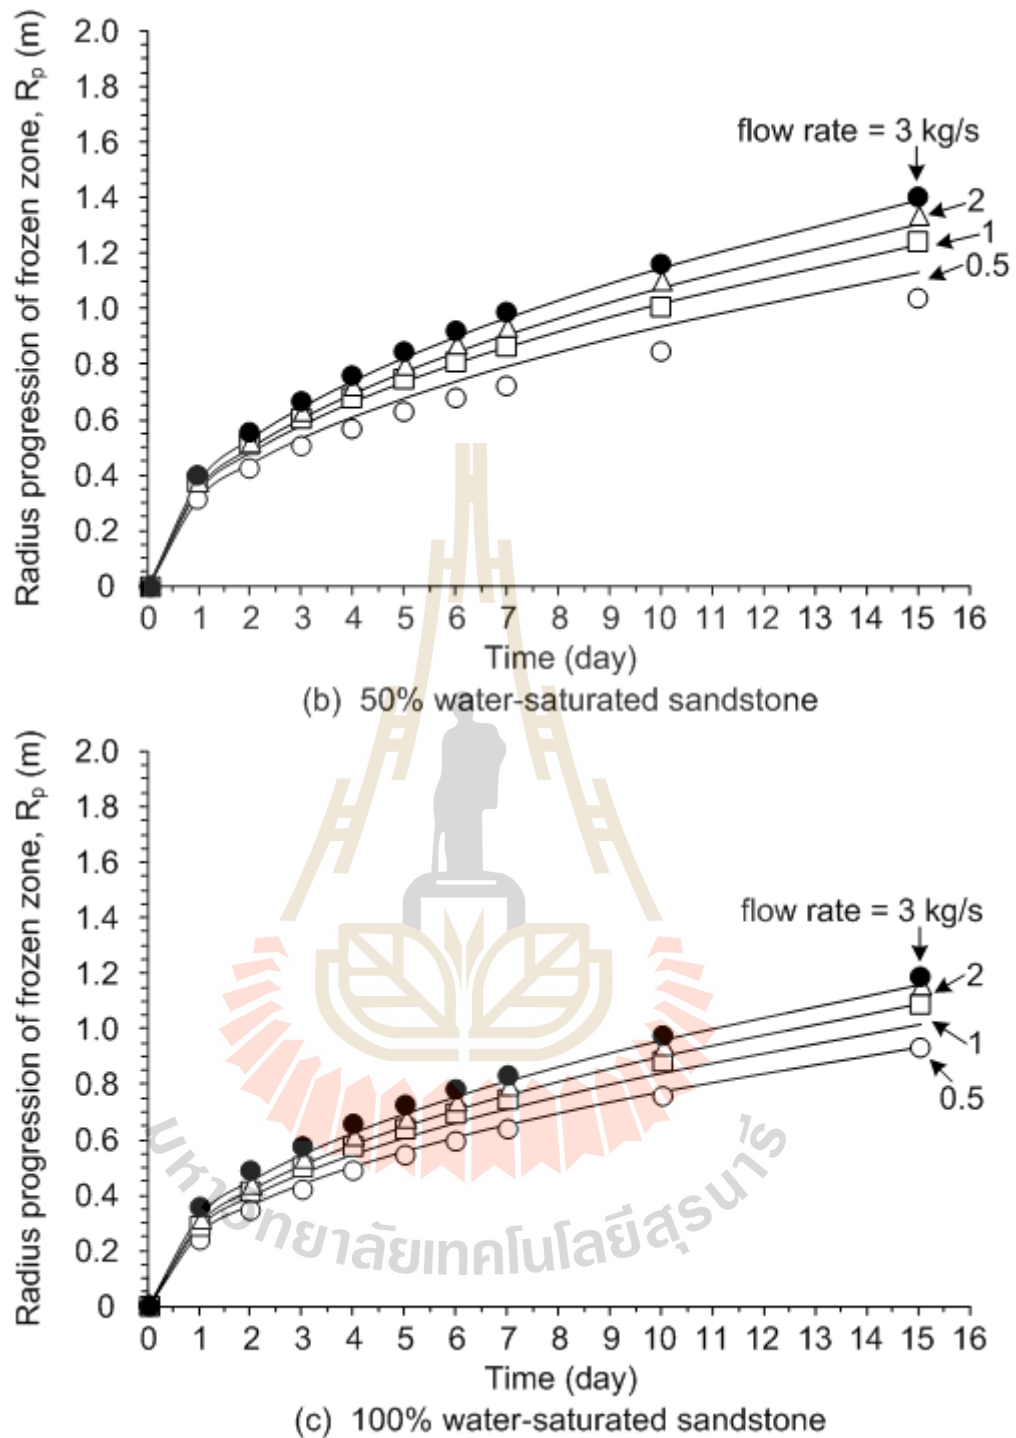 Radius progression of frozen zone, Rₚ (m)
2.0
1.8
1.6
1.4
1.2
1.0
0.8
0.6
0.4
0.2
0
flow rate = 3 kg/s
2
1
0.5
0 1 2 3 4 5 6 7 8 9 10 11 12 13 14 15 16
Time (day)
(b) 50% water-saturated sandstone
Radius progression of frozen zone, Rₚ (m)
2.0
1.8
1.6
1.4
1.2
1.0
0.8
0.6
0.4
0.2
0
flow rate = 3 kg/s
2
1
0.5
มหาวิทยาลัยเทคโนโลยีสุรนารี
0 1 2 3 4 5 6 7 8 9 10 11 12 13 14 15 16
Time (day)
(c) 100% water-saturated sandstone